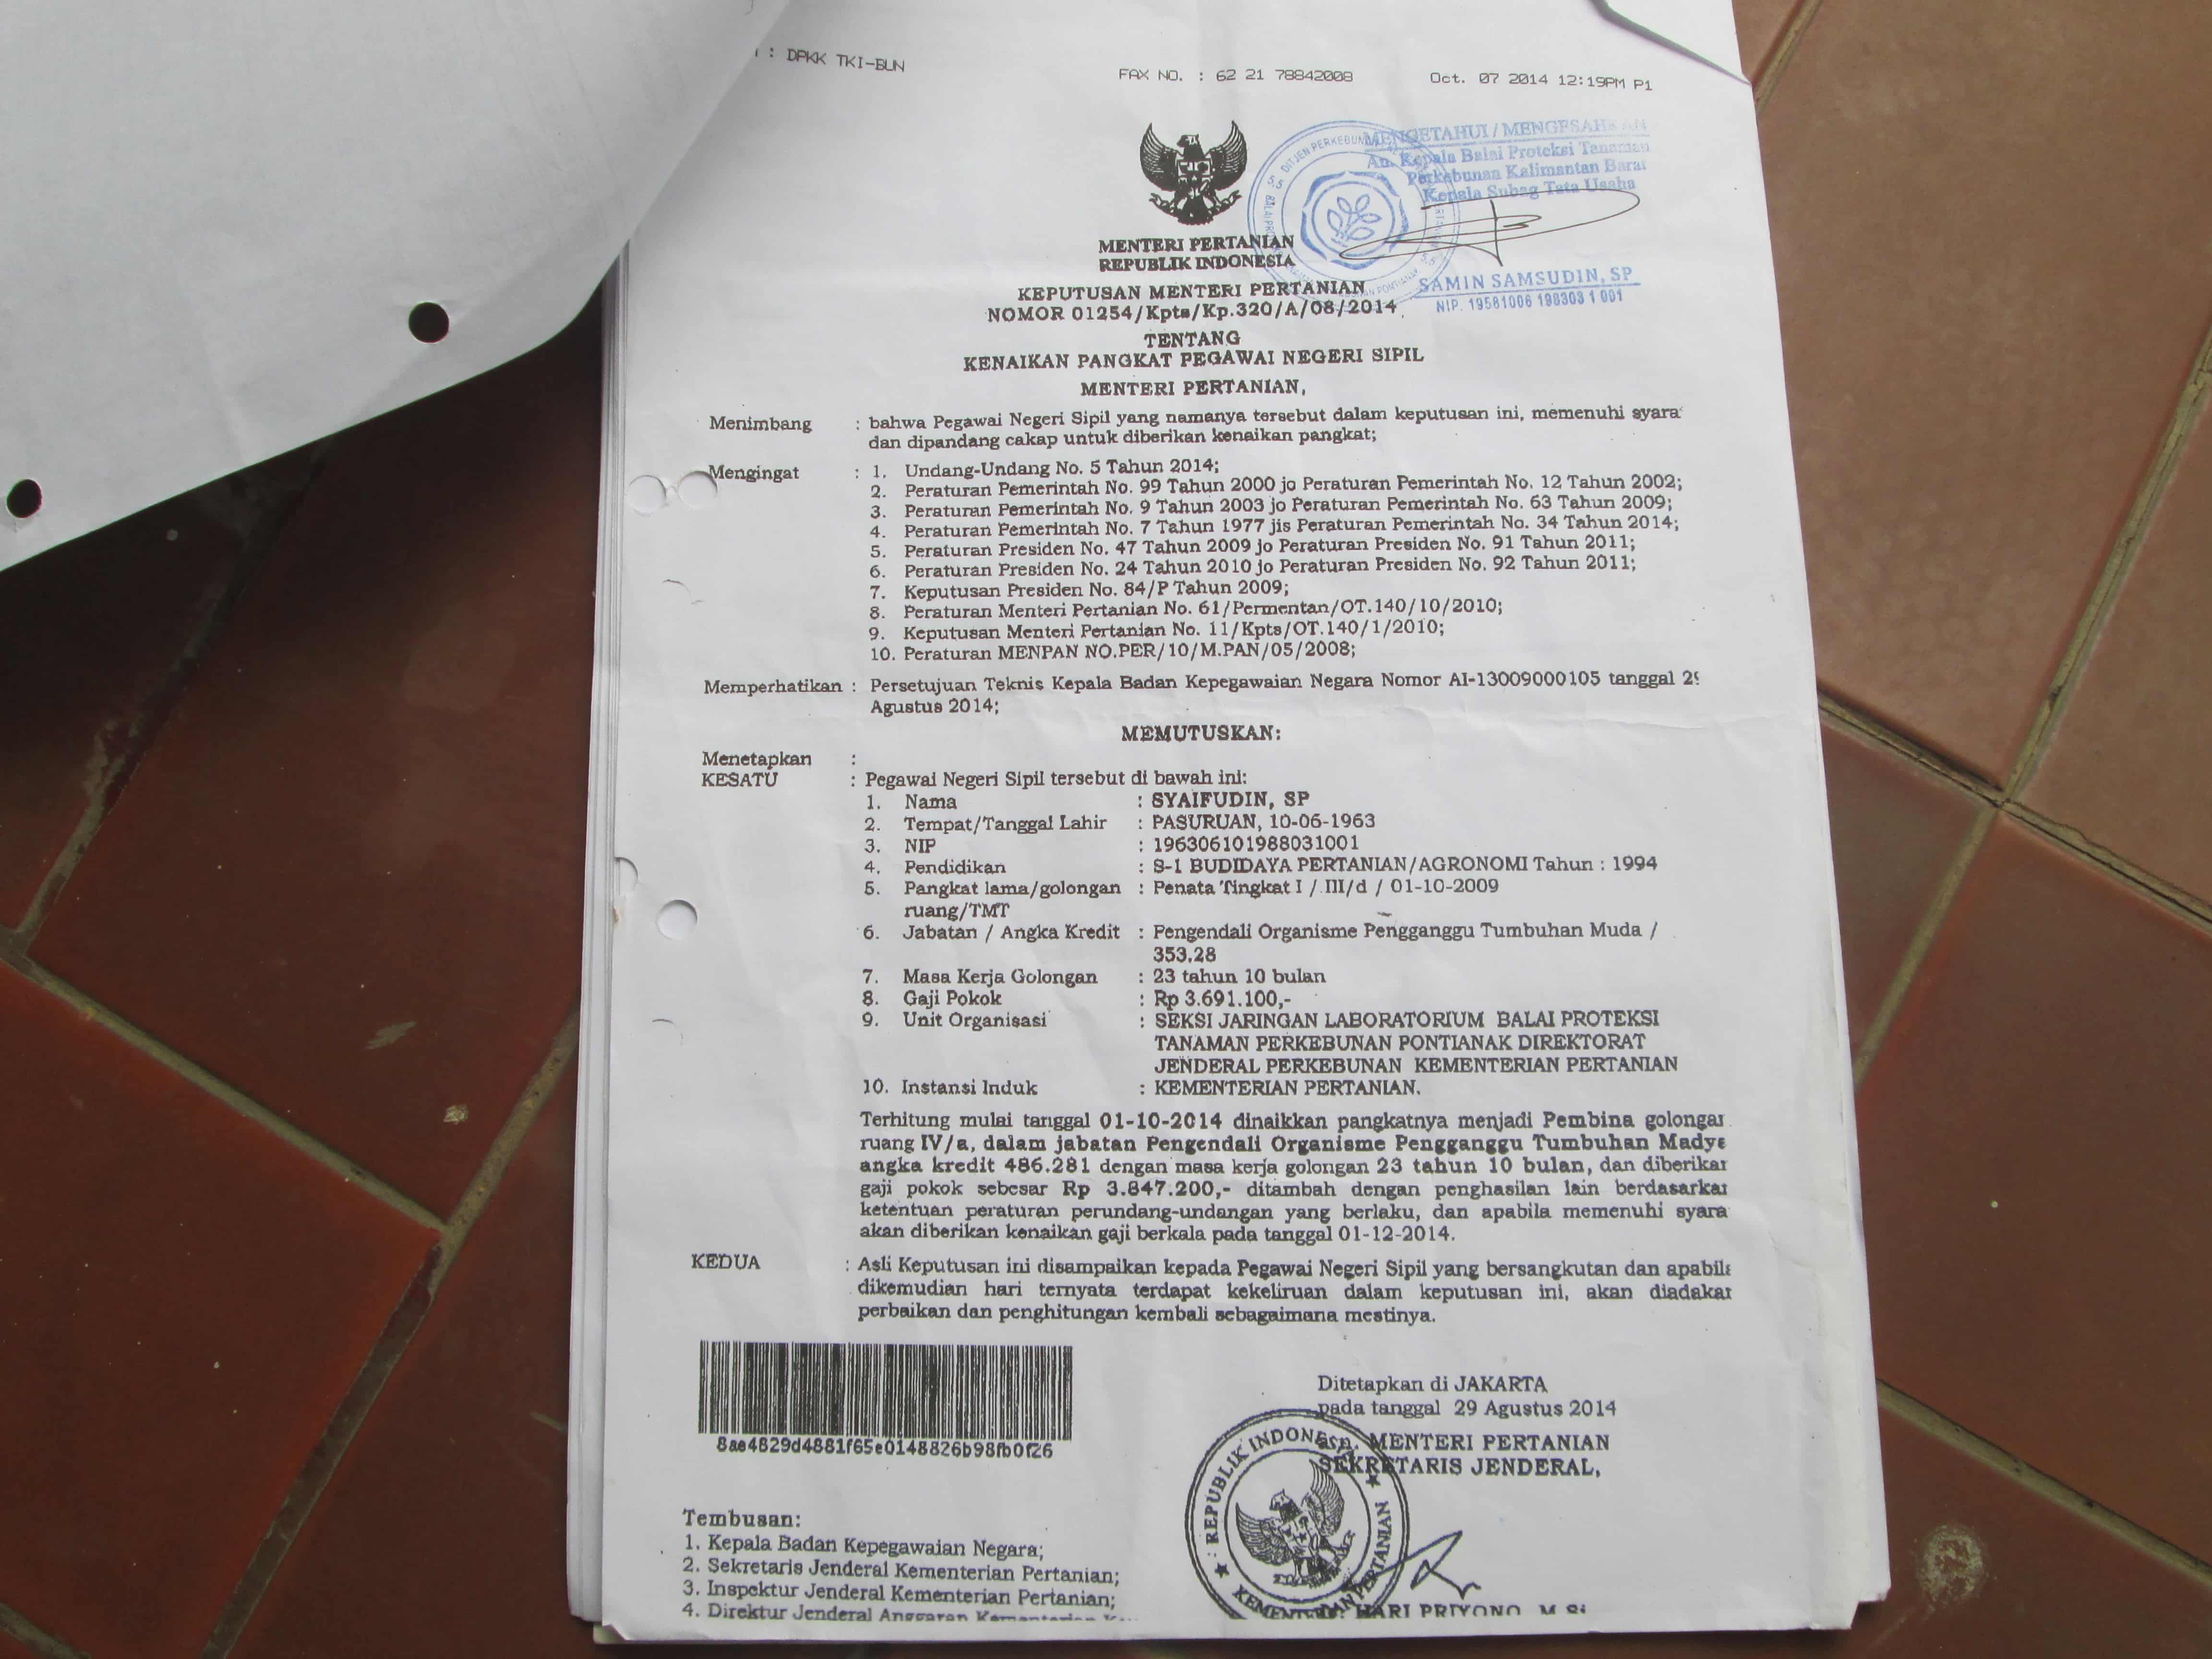 : DPKK TKI-BUN
FAX NO. : 62 21 78842008
Oct. 07 2014 12:19PM P1
MENGETAHUI / MENGESAHKAN
An. Kepala Balai Proteksi Tanaman
Perkebunan Kalimantan Barat
Kepala Subag Tata Usaha
SAMIN SAMSUDIN, SP
NIP. 19581006 198303 1 001
MENTERI PERTANIAN
REPUBLIK INDONESIA
KEPUTUSAN MENTERI PERTANIAN
NOMOR 01254/Kpts/Kp.320/A/08/2014
TENTANG
KENAIKAN PANGKAT PEGAWAI NEGERI SIPIL
MENTERI PERTANIAN,
Menimbang : bahwa Pegawai Negeri Sipil yang namanya tersebut dalam keputusan ini, memenuhi syara
dan dipandang cakap untuk diberikan kenaikan pangkat;
Mengingat : 1. Undang-Undang No. 5 Tahun 2014;
2. Peraturan Pemerintah No. 99 Tahun 2000 jo Peraturan Pemerintah No. 12 Tahun 2002;
3. Peraturan Pemerintah No. 9 Tahun 2003 jo Peraturan Pemerintah No. 63 Tahun 2009;
4. Peraturan Pemerintah No. 7 Tahun 1977 jis Peraturan Pemerintah No. 34 Tahun 2014;
5. Peraturan Presiden No. 47 Tahun 2009 jo Peraturan Presiden No. 91 Tahun 2011;
6. Peraturan Presiden No. 24 Tahun 2010 jo Peraturan Presiden No. 92 Tahun 2011;
7. Keputusan Presiden No. 84/P Tahun 2009;
8. Peraturan Menteri Pertanian No. 61/Permentan/OT.140/10/2010;
9. Keputusan Menteri Pertanian No. 11/Kpts/OT.140/1/2010;
10. Peraturan MENPAN NO.PER/10/M.PAN/05/2008;
Memperhatikan : Persetujuan Teknis Kepala Badan Kepegawaian Negara Nomor AI-13009000105 tanggal 29
Agustus 2014;
MEMUTUSKAN:
Menetapkan :
KESATU : Pegawai Negeri Sipil tersebut di bawah ini:
1. Nama : SYAIFUDIN, SP
2. Tempat/Tanggal Lahir : PASURUAN, 10-06-1963
3. NIP : 196306101988031001
4. Pendidikan : S-1 BUDIDAYA PERTANIAN/AGRONOMI Tahun : 1994
5. Pangkat lama/golongan : Penata Tingkat I / III/d / 01-10-2009
ruang/TMT
6. Jabatan / Angka Kredit : Pengendali Organisme Pengganggu Tumbuhan Muda /
353,28
7. Masa Kerja Golongan : 23 tahun 10 bulan
8. Gaji Pokok : Rp 3.691.100,-
9. Unit Organisasi : SEKSI JARINGAN LABORATORIUM BALAI PROTEKSI
TANAMAN PERKEBUNAN PONTIANAK DIREKTORAT
JENDERAL PERKEBUNAN KEMENTERIAN PERTANIAN
10. Instansi Induk : KEMENTERIAN PERTANIAN.
Terhitung mulai tanggal 01-10-2014 dinaikkan pangkatnya menjadi Pembina golongan
ruang IV/a, dalam jabatan Pengendali Organisme Pengganggu Tumbuhan Madya
angka kredit 486.281 dengan masa kerja golongan 23 tahun 10 bulan, dan diberikan
gaji pokok sebesar Rp 3.847.200,- ditambah dengan penghasilan lain berdasarkan
ketentuan peraturan perundang-undangan yang berlaku, dan apabila memenuhi syara
akan diberikan kenaikan gaji berkala pada tanggal 01-12-2014.
KEDUA : Asli Keputusan ini disampaikan kepada Pegawai Negeri Sipil yang bersangkutan dan apabila
dikemudian hari ternyata terdapat kekeliruan dalam keputusan ini, akan diadakan
perbaikan dan penghitungan kembali sebagaimana mestinya.
8ae4829d4881f65e0148826b98fb0f26
Ditetapkan di JAKARTA
pada tanggal 29 Agustus 2014
a.n. MENTERI PERTANIAN
SEKRETARIS JENDERAL,
REPUBLIK INDONESIA
KEMENTERIAN PERTANIAN
HARI PRIYONO, M.Si
Tembusan:
1. Kepala Badan Kepegawaian Negara;
2. Sekretaris Jenderal Kementerian Pertanian;
3. Inspektur Jenderal Kementerian Pertanian;
4. Direktur Jenderal Anggaran Kementerian